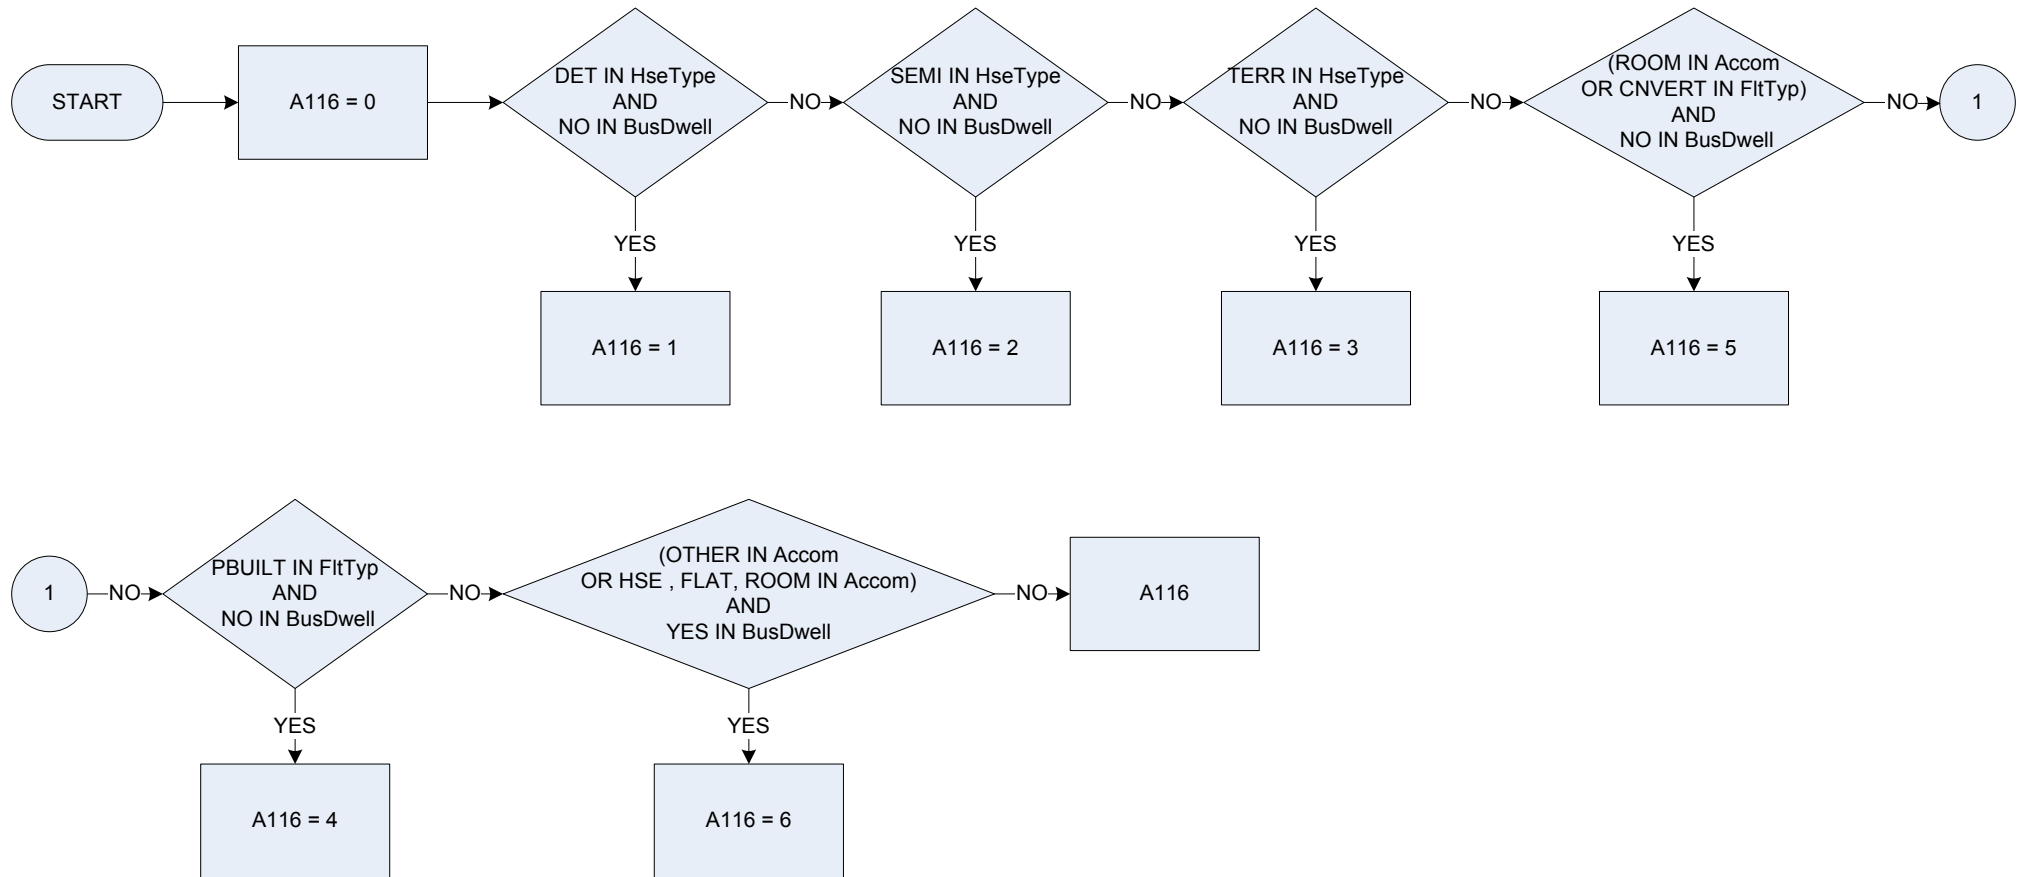 START
A116 = 0
DET IN HseType
AND
NO IN BusDwell
NO
SEMI IN HseType
AND
NO IN BusDwell
NO
TERR IN HseType
AND
NO IN BusDwell
NO
(ROOM IN Accom
OR CNVERT IN FltTyp)
AND
NO IN BusDwell
NO
1
YES
YES
YES
YES
A116 = 1
A116 = 2
A116 = 3
A116 = 5
1
NO
PBUILT IN FltTyp
AND
NO IN BusDwell
NO
(OTHER IN Accom
OR HSE , FLAT, ROOM IN Accom)
AND
YES IN BusDwell
NO
A116
YES
YES
A116 = 4
A116 = 6